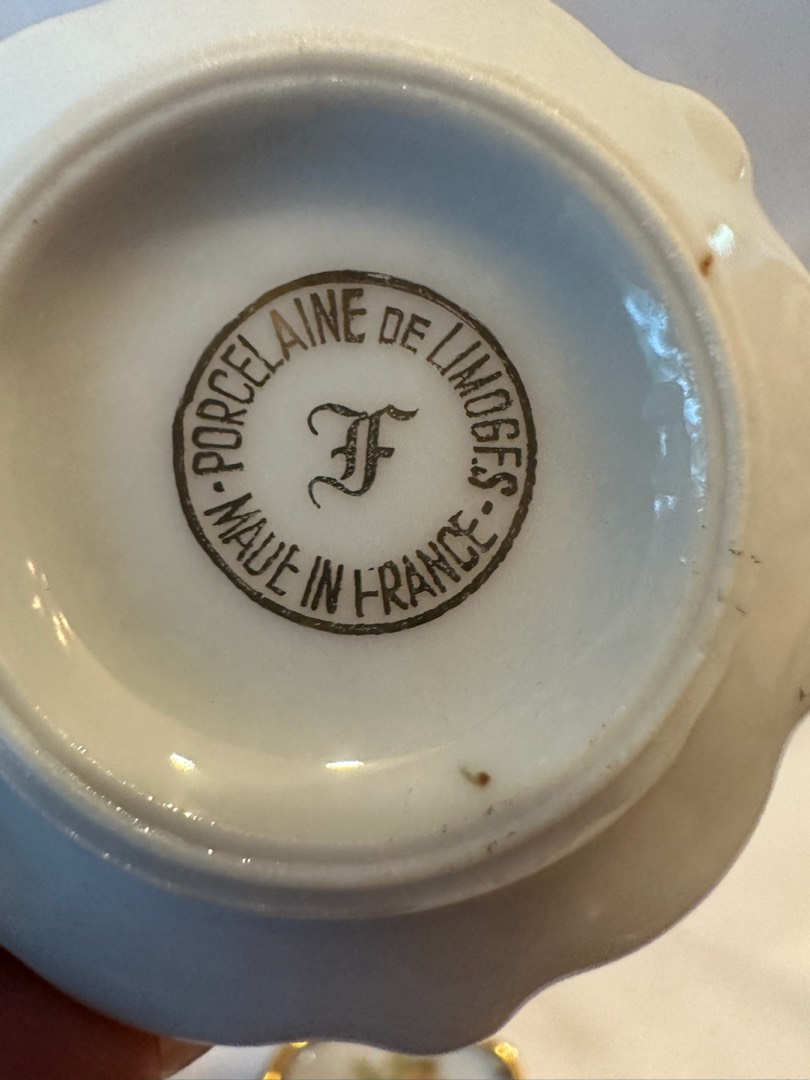 PORCELAINE DE LIMOGES
F
- MADE IN FRANCE -